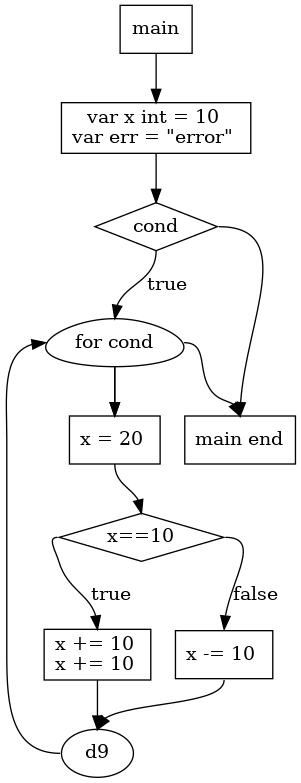 main
var x int = 10
var err = "error"
cond
true
for cond
x = 20
main end
x==10
true
false
x += 10
x += 10
x -= 10
d9